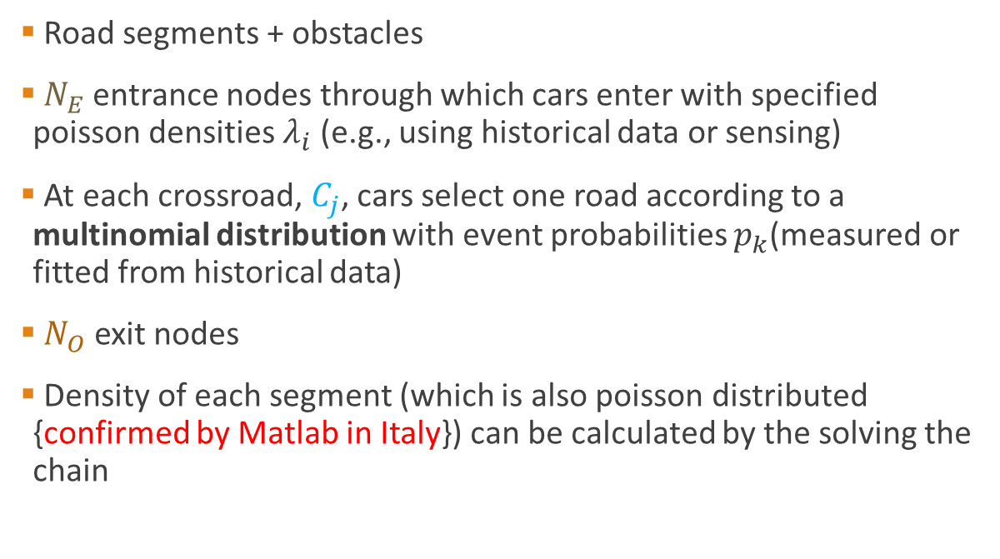 ▪ Road segments + obstacles
▪ N_E entrance nodes through which cars enter with specified
poisson densities λ_i (e.g., using historical data or sensing)
▪ At each crossroad, C_j, cars select one road according to a
multinomial distribution with event probabilities p_k(measured or
fitted from historical data)
▪ N_O exit nodes
▪ Density of each segment (which is also poisson distributed
{confirmed by Matlab in Italy}) can be calculated by the solving the
chain